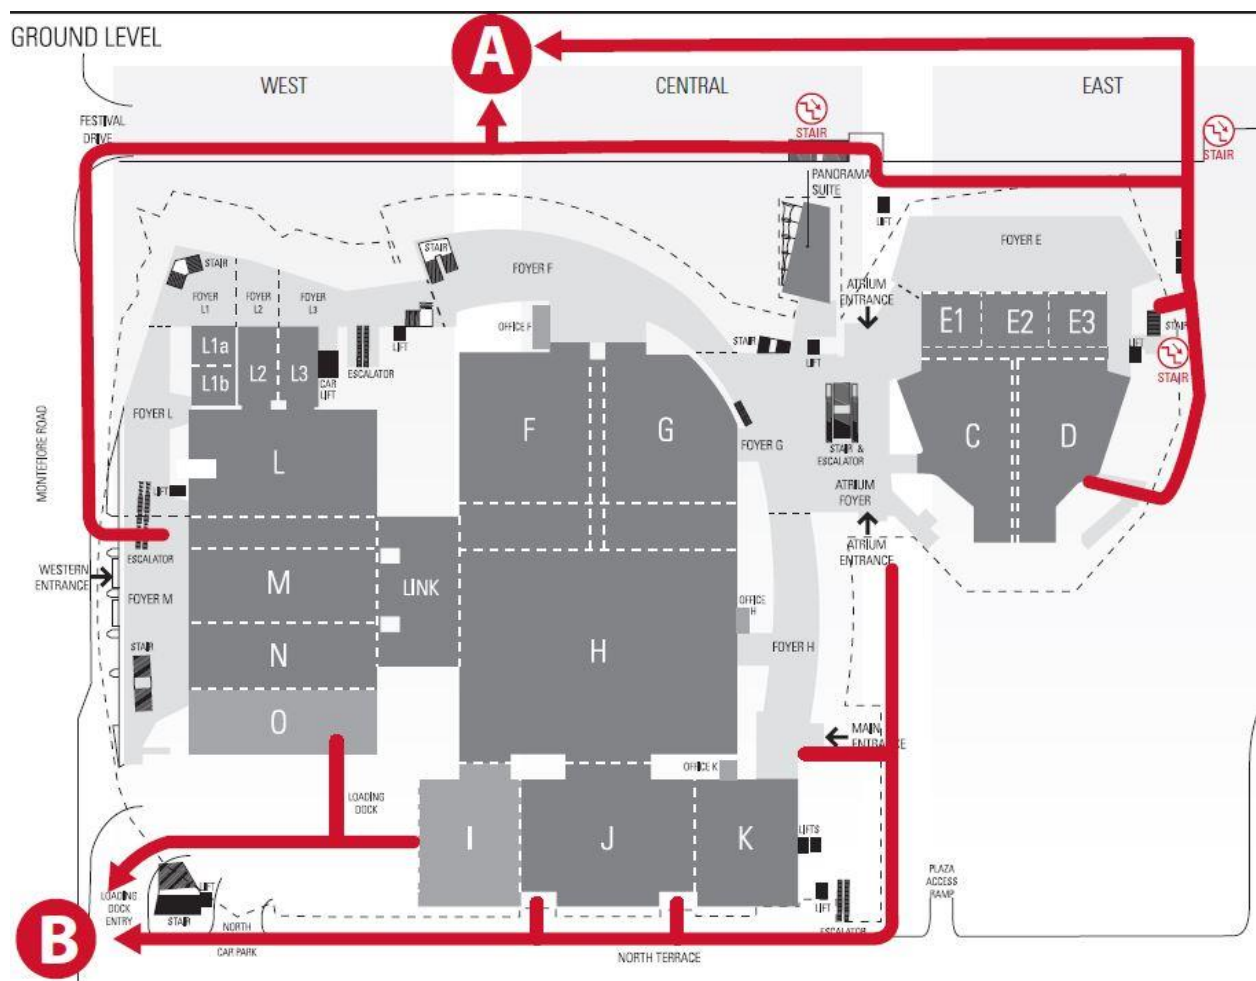 GROUND LEVEL
A
WEST
CENTRAL
EAST
FESTIVAL
DRIVE
STAIR
STAIR
PANORAMA
SUITE
LIFT
STAIR
STAIR
FOYER F
FOYER E
FOYER
L1
FOYER
L2
FOYER
L3
ATRIUM
ENTRANCE
OFFICE F
E1
E2
E3
STAIR
L1a
L1b
L2
L3
LIFT
CAR
LIFT
ESCALATOR
STAIR
LIFT
LIFT
STAIR
FOYER L
MONTEFIORE ROAD
F
G
FOYER G
STAIR &
ESCALATOR
C
D
L
LIFT
ATRIUM
FOYER
ESCALATOR
ATRIUM
ENTRANCE
WESTERN
ENTRANCE
FOYER M
M
LINK
OFFICE
H
STAIR
N
H
FOYER H
O
MAIN
ENTRANCE
OFFICE K
LOADING
DOCK
I
J
K
LIFTS
LOADING
DOCK
ENTRY
LIFT
STAIR
LIFT
ESCALATOR
PLAZA
ACCESS
RAMP
B
NORTH
CAR PARK
NORTH TERRACE